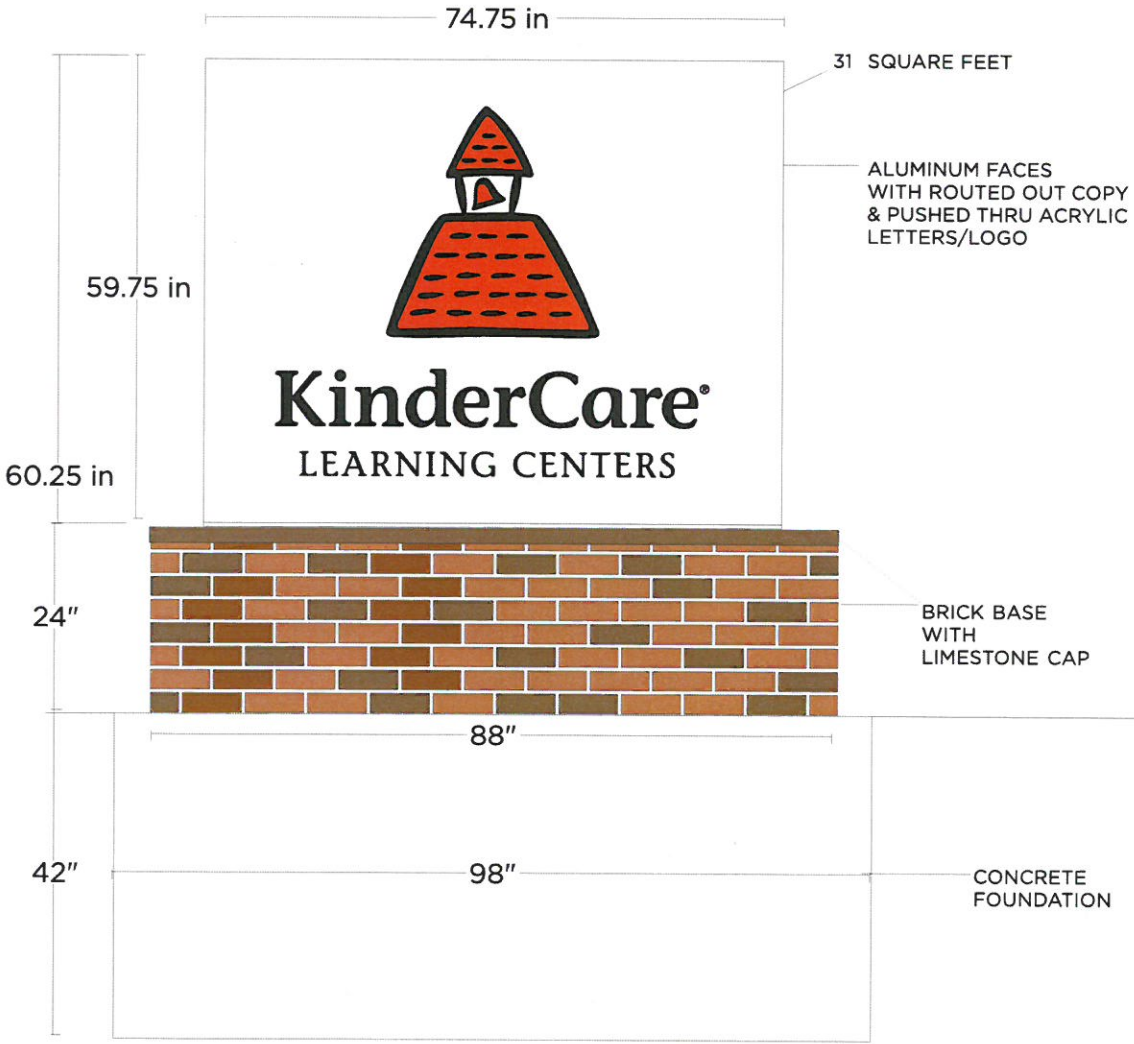 74.75 in
31 SQUARE FEET
ALUMINUM FACES
WITH ROUTED OUT COPY
& PUSHED THRU ACRYLIC
LETTERS/LOGO
59.75 in
KinderCare®
LEARNING CENTERS
60.25 in
24"
BRICK BASE
WITH
LIMESTONE CAP
88"
42"
98"
CONCRETE
FOUNDATION